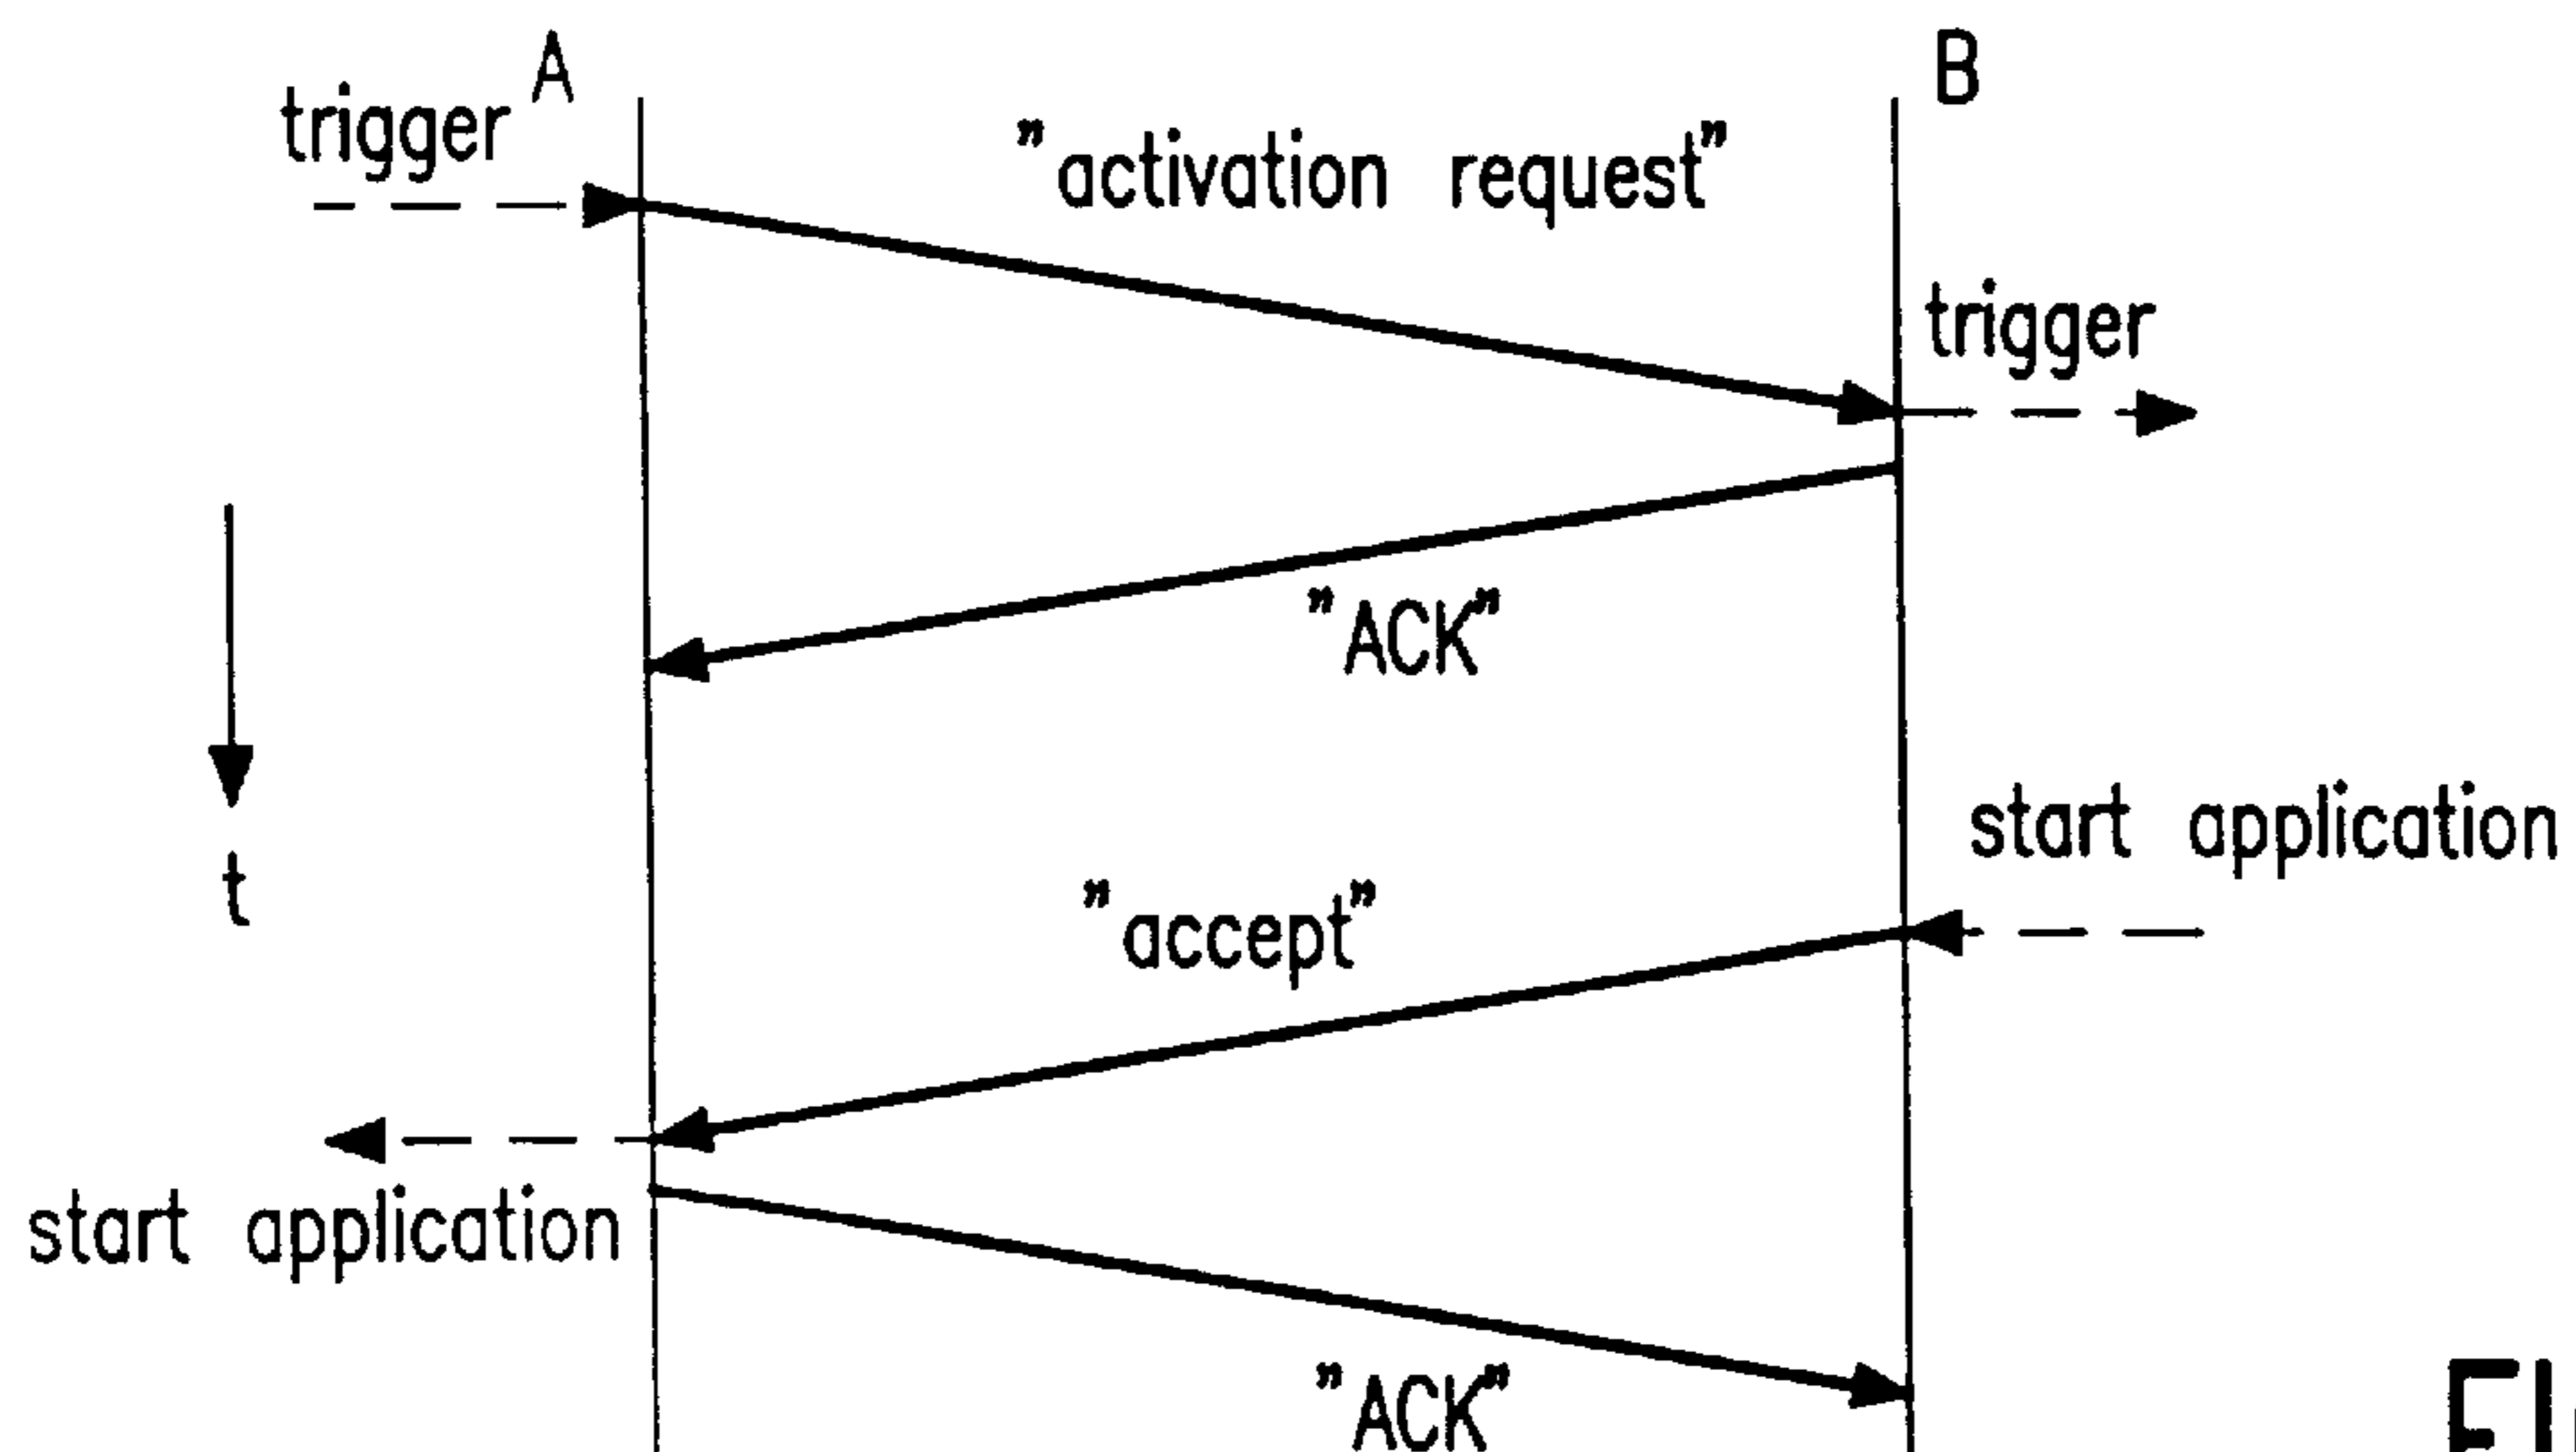 A
B
trigger
"activation request"
trigger
"ACK"
t
start application
"accept"
start application
"ACK"